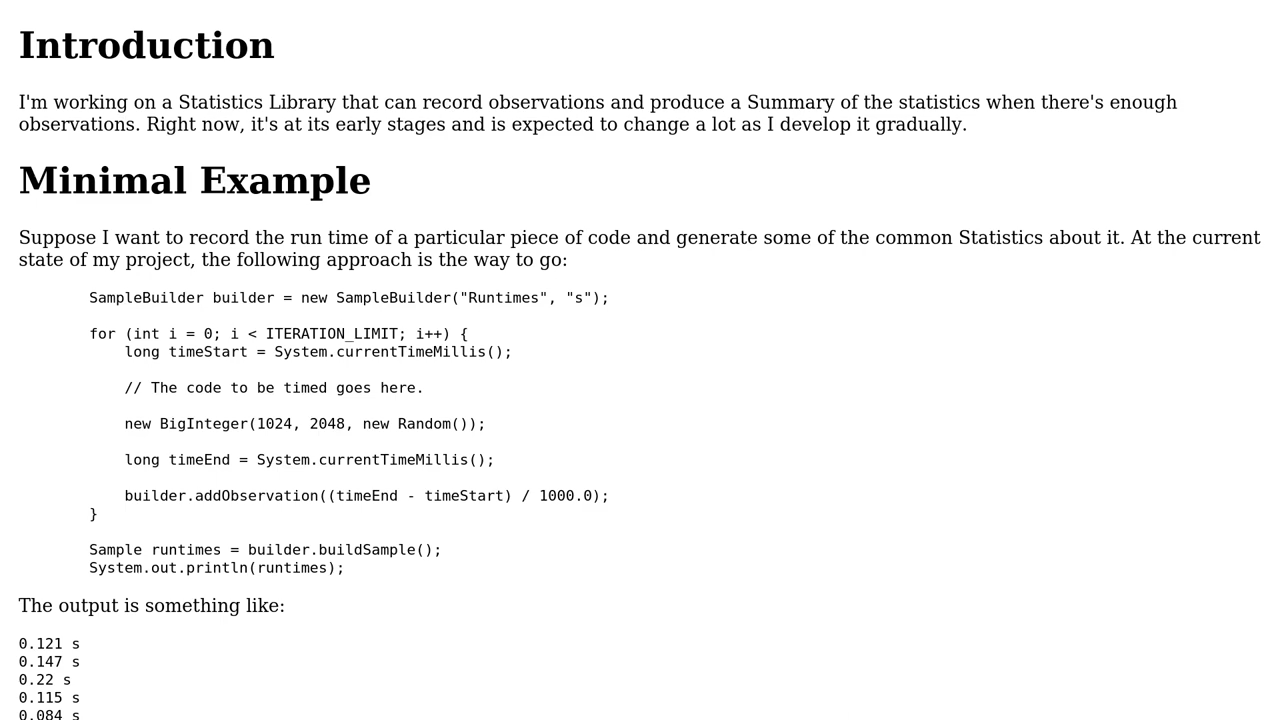 Introduction
I'm working on a Statistics Library that can record observations and produce a Summary of the statistics when there's enough
observations. Right now, it's at its early stages and is expected to change a lot as I develop it gradually.
Minimal Example
Suppose I want to record the run time of a particular piece of code and generate some of the common Statistics about it. At the current
state of my project, the following approach is the way to go:
SampleBuilder builder = new SampleBuilder("Runtimes", "s");
for (int i = 0; i < ITERATION_LIMIT; i++) {
long timeStart = System.currentTimeMillis();
// The code to be timed goes here.
new BigInteger(1024, 2048, new Random());
long timeEnd = System.currentTimeMillis();
builder.addObservation((timeEnd - timeStart) / 1000.0);
}
Sample runtimes = builder.buildSample();
System.out.println(runtimes);
The output is something like:
0.121 s
0.147 s
0.22 s
0.115 s
0.084 s